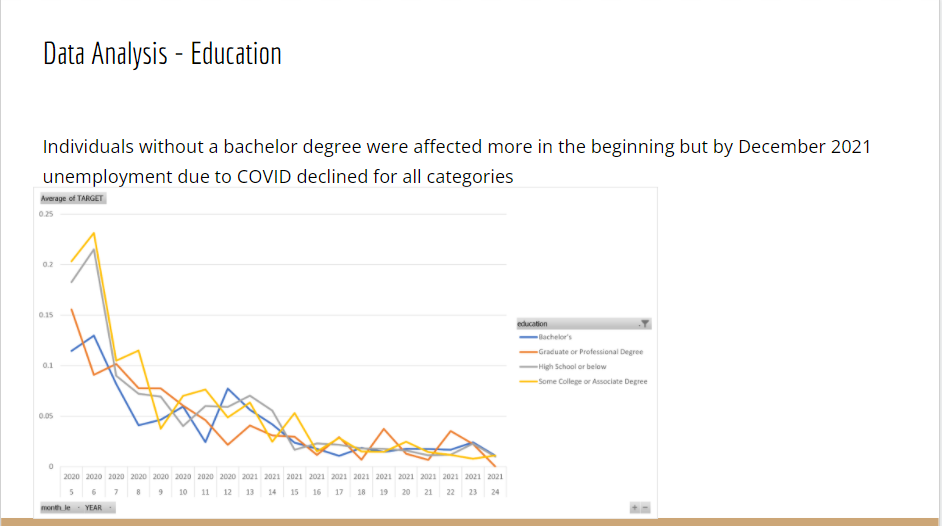 Data Analysis - Education
Individuals without a bachelor degree were affected more in the beginning but by December 2021
unemployment due to COVID declined for all categories
Average of TARGET
0.25
0.2
0.15
0.1
0.05
0
education
Bachelor's
Graduate or Professional Degree
High School or below
Some College or Associate Degree
2020 2020 2020 2020 2020 2020 2020 2020 2021 2021 2021 2021 2021 2021 2021 2021 2021 2021 2021 2021
5 6 7 8 9 10 11 12 13 14 15 16 17 18 19 20 21 22 23 24
month_le YEAR
+ −